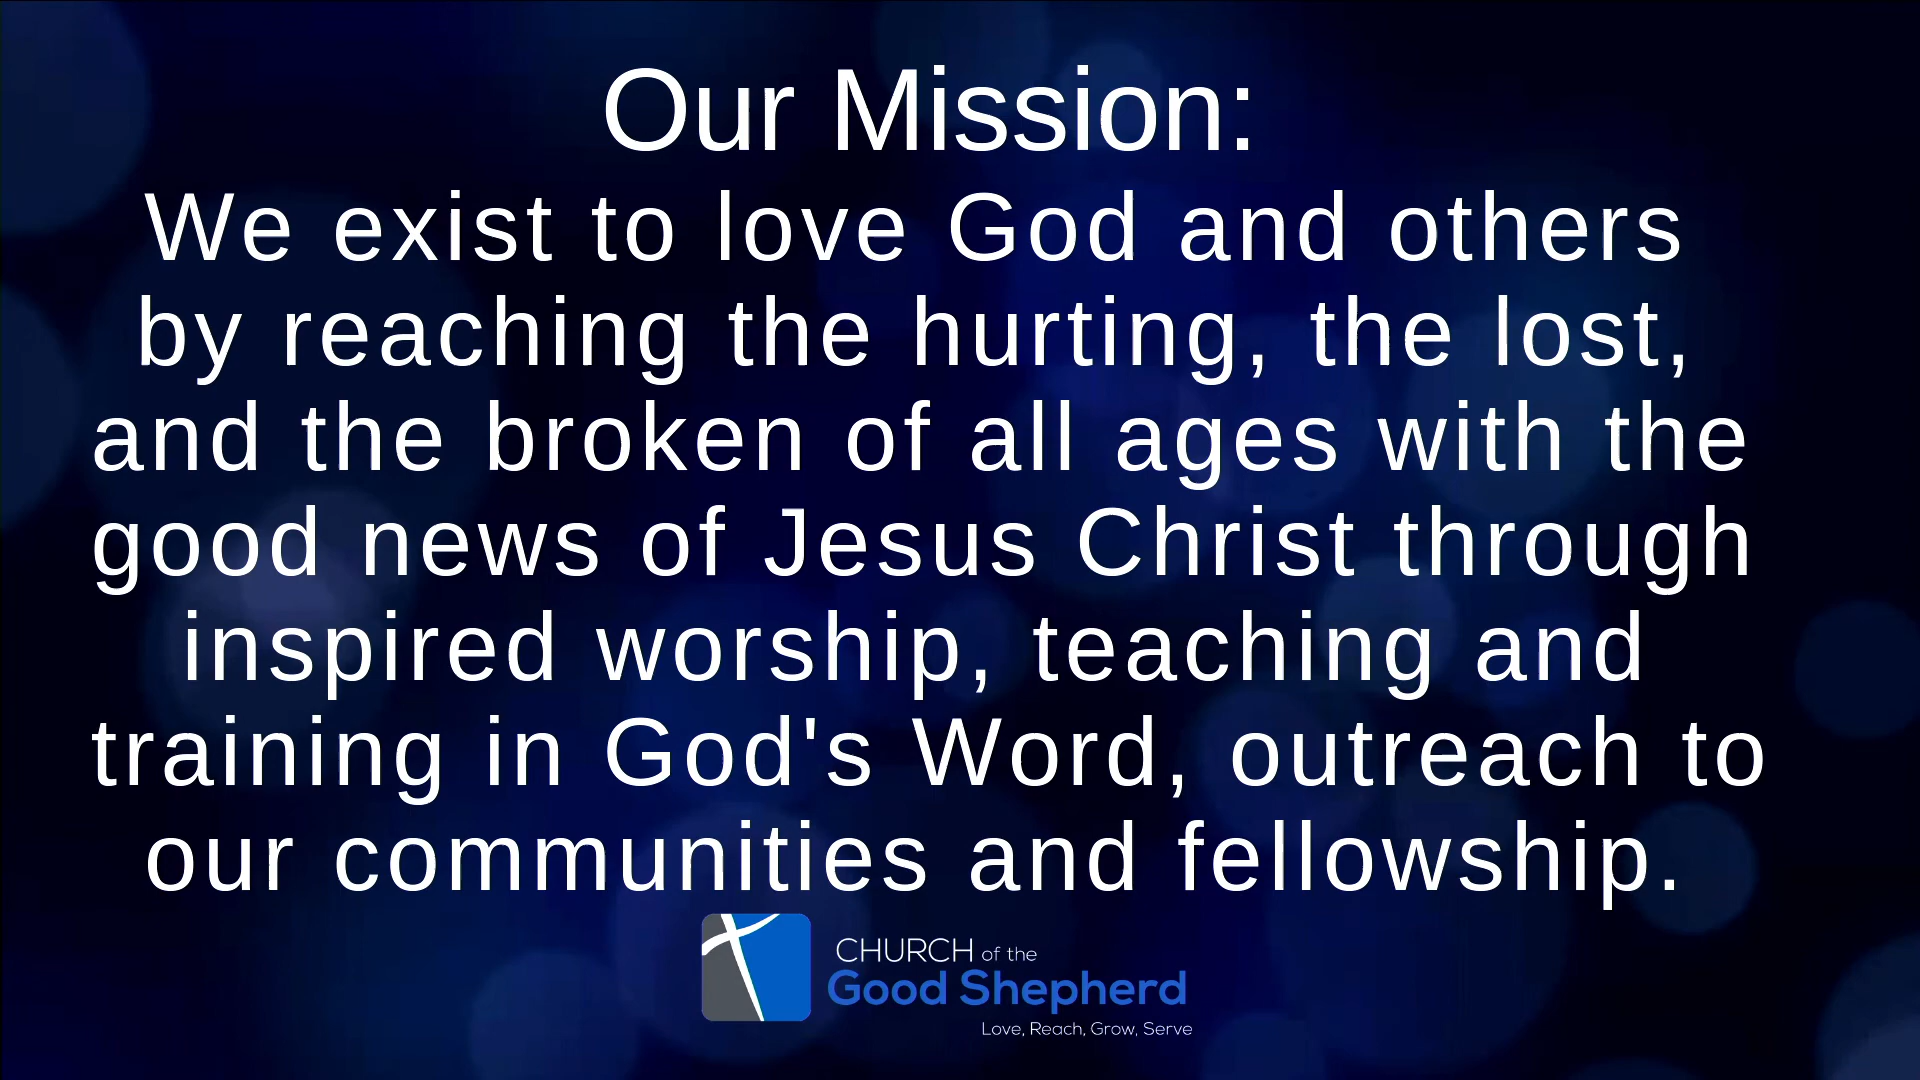 Our Mission:
We exist to love God and others
by reaching the hurting, the lost,
and the broken of all ages with the
good news of Jesus Christ through
inspired worship, teaching and
training in God's Word, outreach to
our communities and fellowship.
CHURCH of the
Good Shepherd
Love, Reach, Grow, Serve